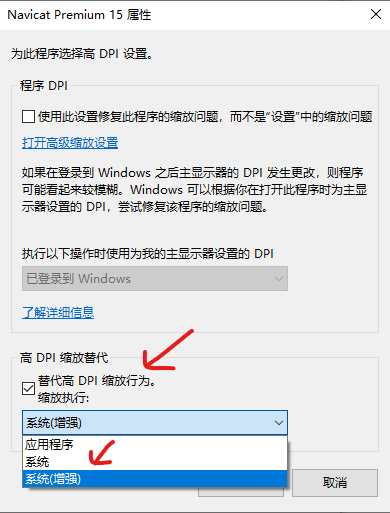 Navicat Premium 15 属性
为此程序选择高 DPI 设置。
程序 DPI
使用此设置修复此程序的缩放问题，而不是“设置”中的缩放问题
打开高级缩放设置
如果在登录到 Windows 之后主显示器的 DPI 发生更改，则程序
可能看起来较模糊。Windows 可以根据你在打开此程序时为主显
示器设置的 DPI，尝试修复该程序的缩放问题。
执行以下操作时使用为我的主显示器设置的 DPI
已登录到 Windows
了解详细信息
高 DPI 缩放替代
替代高 DPI 缩放行为。
缩放执行:
系统(增强)
应用程序
系统
系统(增强)
取消